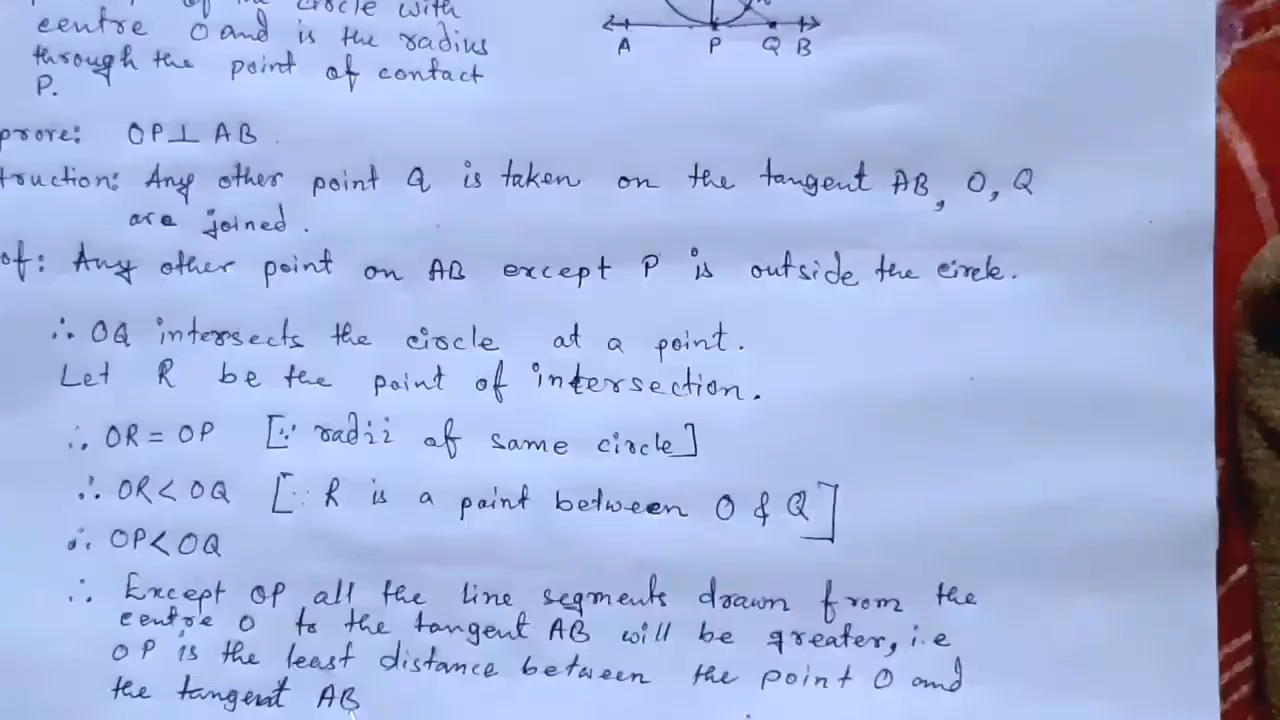 of the circle with
centre O and is the radius
through the point of contact
P.
A P Q B
prove: OP⊥AB.
truction: Any other point Q is taken on the tangent AB, O, Q
are joined.
of: Any other point on AB except P is outside the circle.
∴ OQ intersects the circle at a point.
Let R be the point of intersection.
∴ OR = OP [∵ radii of same circle]
∴ OR < OQ [∵ R is a point between O & Q]
∴ OP < OQ
∴ Except OP all the line segments drawn from the
centre O to the tangent AB will be greater, i.e
OP is the least distance between the point O and
the tangent AB